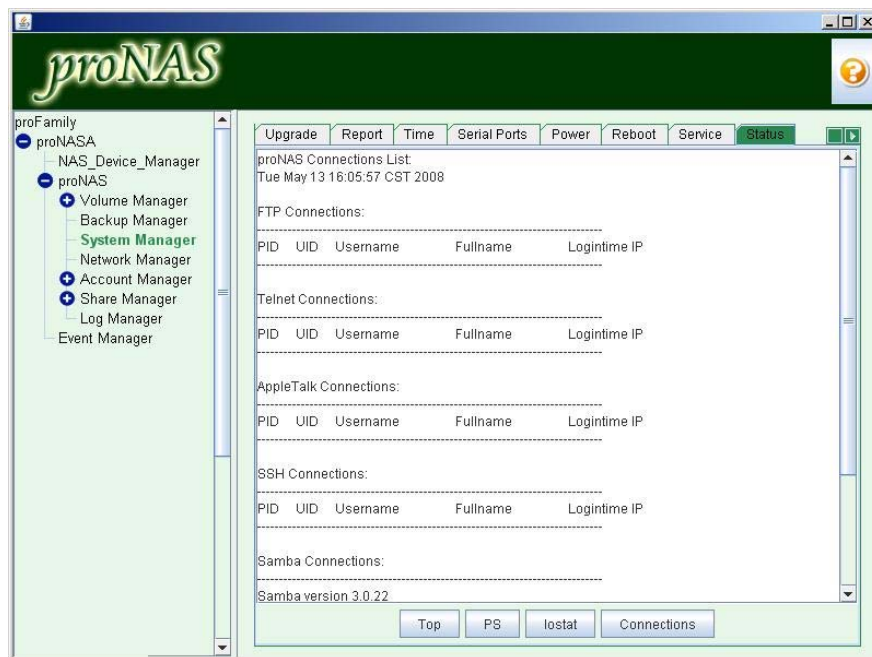 proNAS
proFamily
proNASA
NAS_Device_Manager
proNAS
Volume Manager
Backup Manager
System Manager
Network Manager
Account Manager
Share Manager
Log Manager
Event Manager
Upgrade Report Time Serial Ports Power Reboot Service Status
proNAS Connections List:
Tue May 13 16:05:57 CST 2008
FTP Connections:
--------------------------------------------------------------------------------------
PID UID Username Fullname Logintime IP
--------------------------------------------------------------------------------------
Telnet Connections:
--------------------------------------------------------------------------------------
PID UID Username Fullname Logintime IP
--------------------------------------------------------------------------------------
AppleTalk Connections:
--------------------------------------------------------------------------------------
PID UID Username Fullname Logintime IP
--------------------------------------------------------------------------------------
SSH Connections:
--------------------------------------------------------------------------------------
PID UID Username Fullname Logintime IP
--------------------------------------------------------------------------------------
Samba Connections:
--------------------------------------------------------------------------------------
Samba version 3.0.22
Top PS Iostat Connections